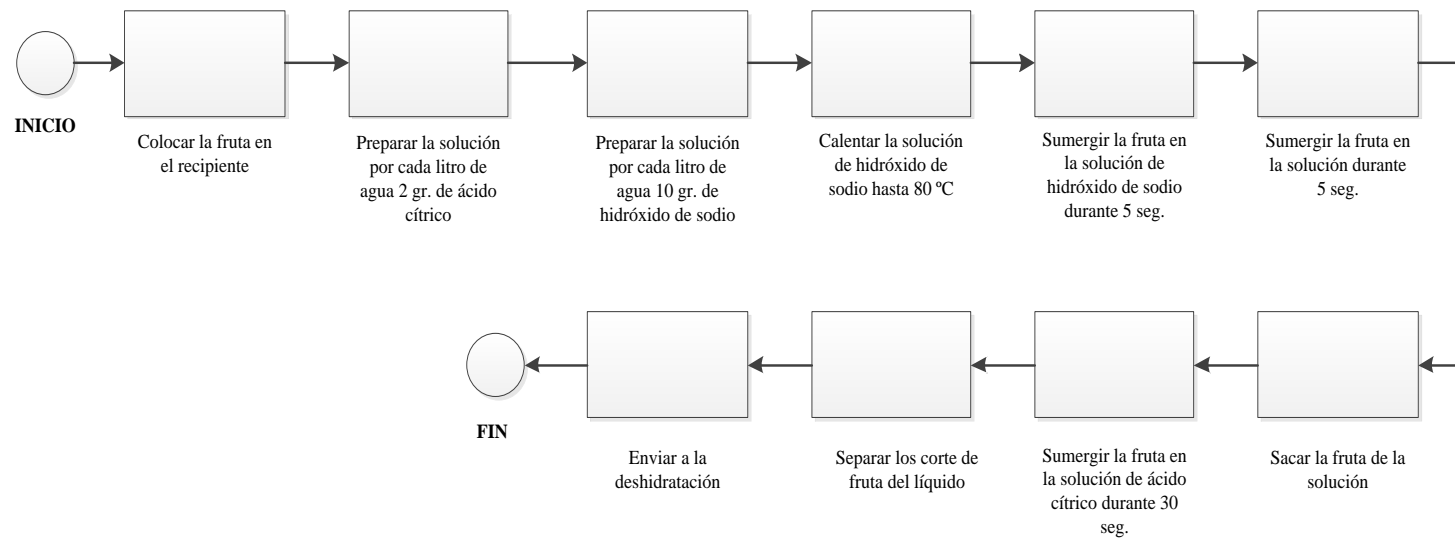 INICIO
Colocar la fruta en
el recipiente
Preparar la solución
por cada litro de
agua 2 gr. de ácido
cítrico
Preparar la solución
por cada litro de
agua 10 gr. de
hidróxido de sodio
Calentar la solución
de hidróxido de
sodio hasta 80 ºC
Sumergir la fruta en
la solución de
hidróxido de sodio
durante 5 seg.
Sumergir la fruta en
la solución durante
5 seg.
Sacar la fruta de la
solución
Sumergir la fruta en
la solución de ácido
cítrico durante 30
seg.
Separar los corte de
fruta del líquido
Enviar a la
deshidratación
FIN